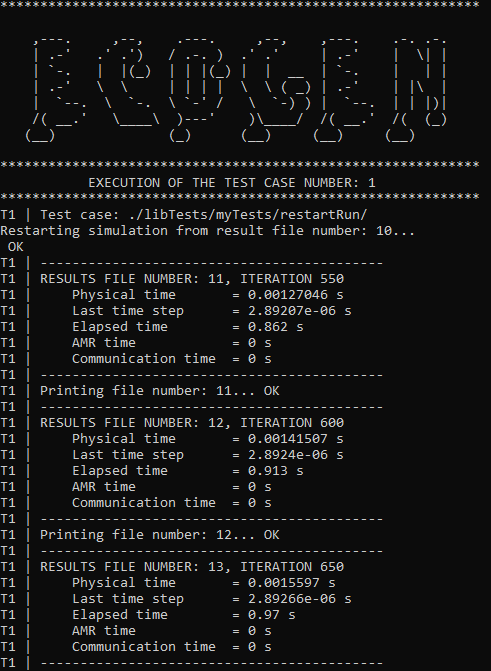 ************************************************************
ECOGEN
************************************************************
EXECUTION OF THE TEST CASE NUMBER: 1
************************************************************
T1 | Test case: ./libTests/myTests/restartRun/
Restarting simulation from result file number: 10...
OK
T1 | -------------------------------------------
T1 | RESULTS FILE NUMBER: 11, ITERATION 550
T1 |     Physical time       = 0.00127046 s
T1 |     Last time step      = 2.89207e-06 s
T1 |     Elapsed time        = 0.862 s
T1 |     AMR time            = 0 s
T1 |     Communication time  = 0 s
T1 | -------------------------------------------
T1 | Printing file number: 11... OK
T1 | -------------------------------------------
T1 | RESULTS FILE NUMBER: 12, ITERATION 600
T1 |     Physical time       = 0.00141507 s
T1 |     Last time step      = 2.8924e-06 s
T1 |     Elapsed time        = 0.913 s
T1 |     AMR time            = 0 s
T1 |     Communication time  = 0 s
T1 | -------------------------------------------
T1 | Printing file number: 12... OK
T1 | -------------------------------------------
T1 | RESULTS FILE NUMBER: 13, ITERATION 650
T1 |     Physical time       = 0.0015597 s
T1 |     Last time step      = 2.89266e-06 s
T1 |     Elapsed time        = 0.97 s
T1 |     AMR time            = 0 s
T1 |     Communication time  = 0 s
T1 | -------------------------------------------